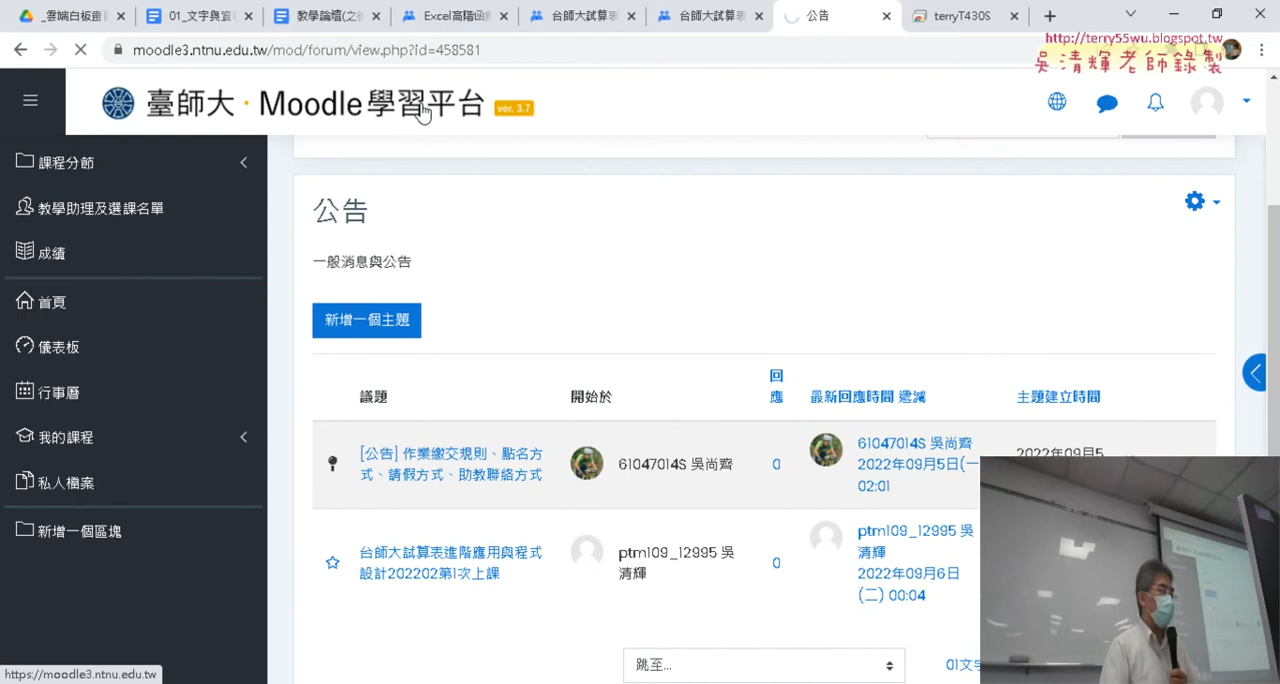 _雲端白板畫
01_文字與資
教學論壇(之
Excel高階函
台師大試算表
台師大試算表
公告
terryT430S
moodle3.ntnu.edu.tw/mod/forum/view.php?id=458581
http://terry55wu.blogspot.tw
吳清輝老師錄製
臺師大·Moodle學習平台 ver. 3.7
課程分節
教學助理及選課名單
成績
首頁
儀表板
行事曆
我的課程
私人檔案
新增一個區塊
公告
一般消息與公告
新增一個主題
議題
開始於
回應
最新回應時間 遞減
主題建立時間
[公告] 作業繳交規則、點名方
式、請假方式、助教聯絡方式
61047014S 吳尚齊
0
61047014S 吳尚齊
2022年09月5日(一
02:01
2022年09月5
台師大試算表進階應用與程式
設計202202第1次上課
ptm109_12995 吳
清輝
0
ptm109_12995 吳
清輝
2022年09月6日
(二) 00:04
跳至...
01文字
https://moodle3.ntnu.edu.tw